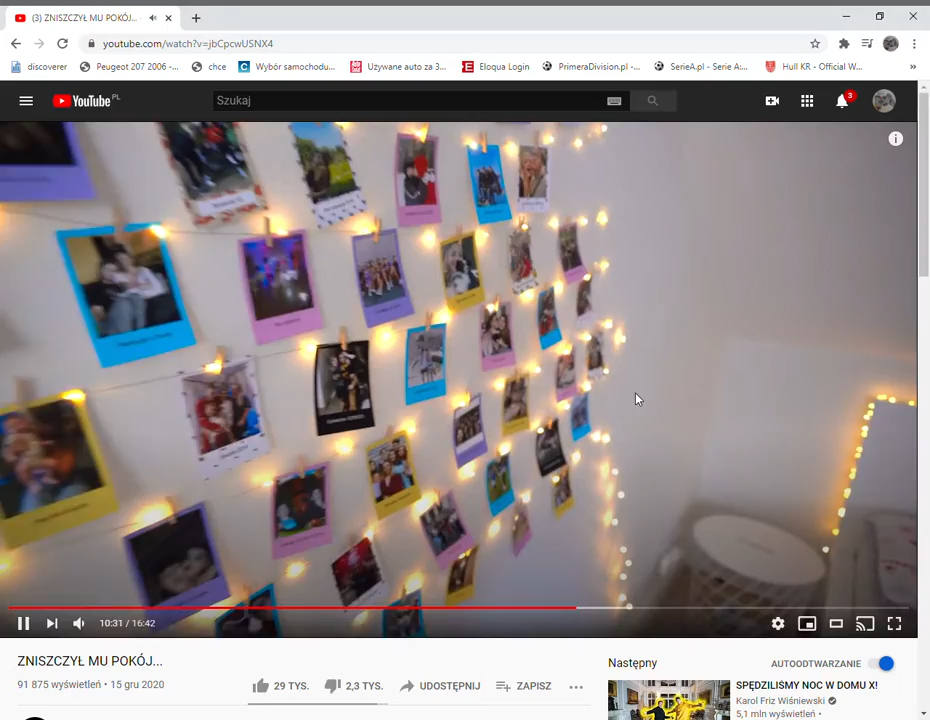 (3) ZNISZCZYŁ MU POKÓJ...
youtube.com/watch?v=jbCpcwUSNX4
discoverer
Peugeot 207 2006 -...
chce
Wybór samochodu...
Używane auto za 3...
Eloqua Login
PrimeraDivision.pl -...
SerieA.pl - Serie A:...
Hull KR - Official W...
»
YouTube PL
Szukaj
3
10:31 / 16:42
ZNISZCZYŁ MU POKÓJ...
91 875 wyświetleń • 15 gru 2020
29 TYS.
2,3 TYS.
UDOSTĘPNIJ
ZAPISZ
Następny
AUTOODTWARZANIE
SPĘDZILIŚMY NOC W DOMU X!
Karol Friz Wiśniewski
5,1 mln wyświetleń •